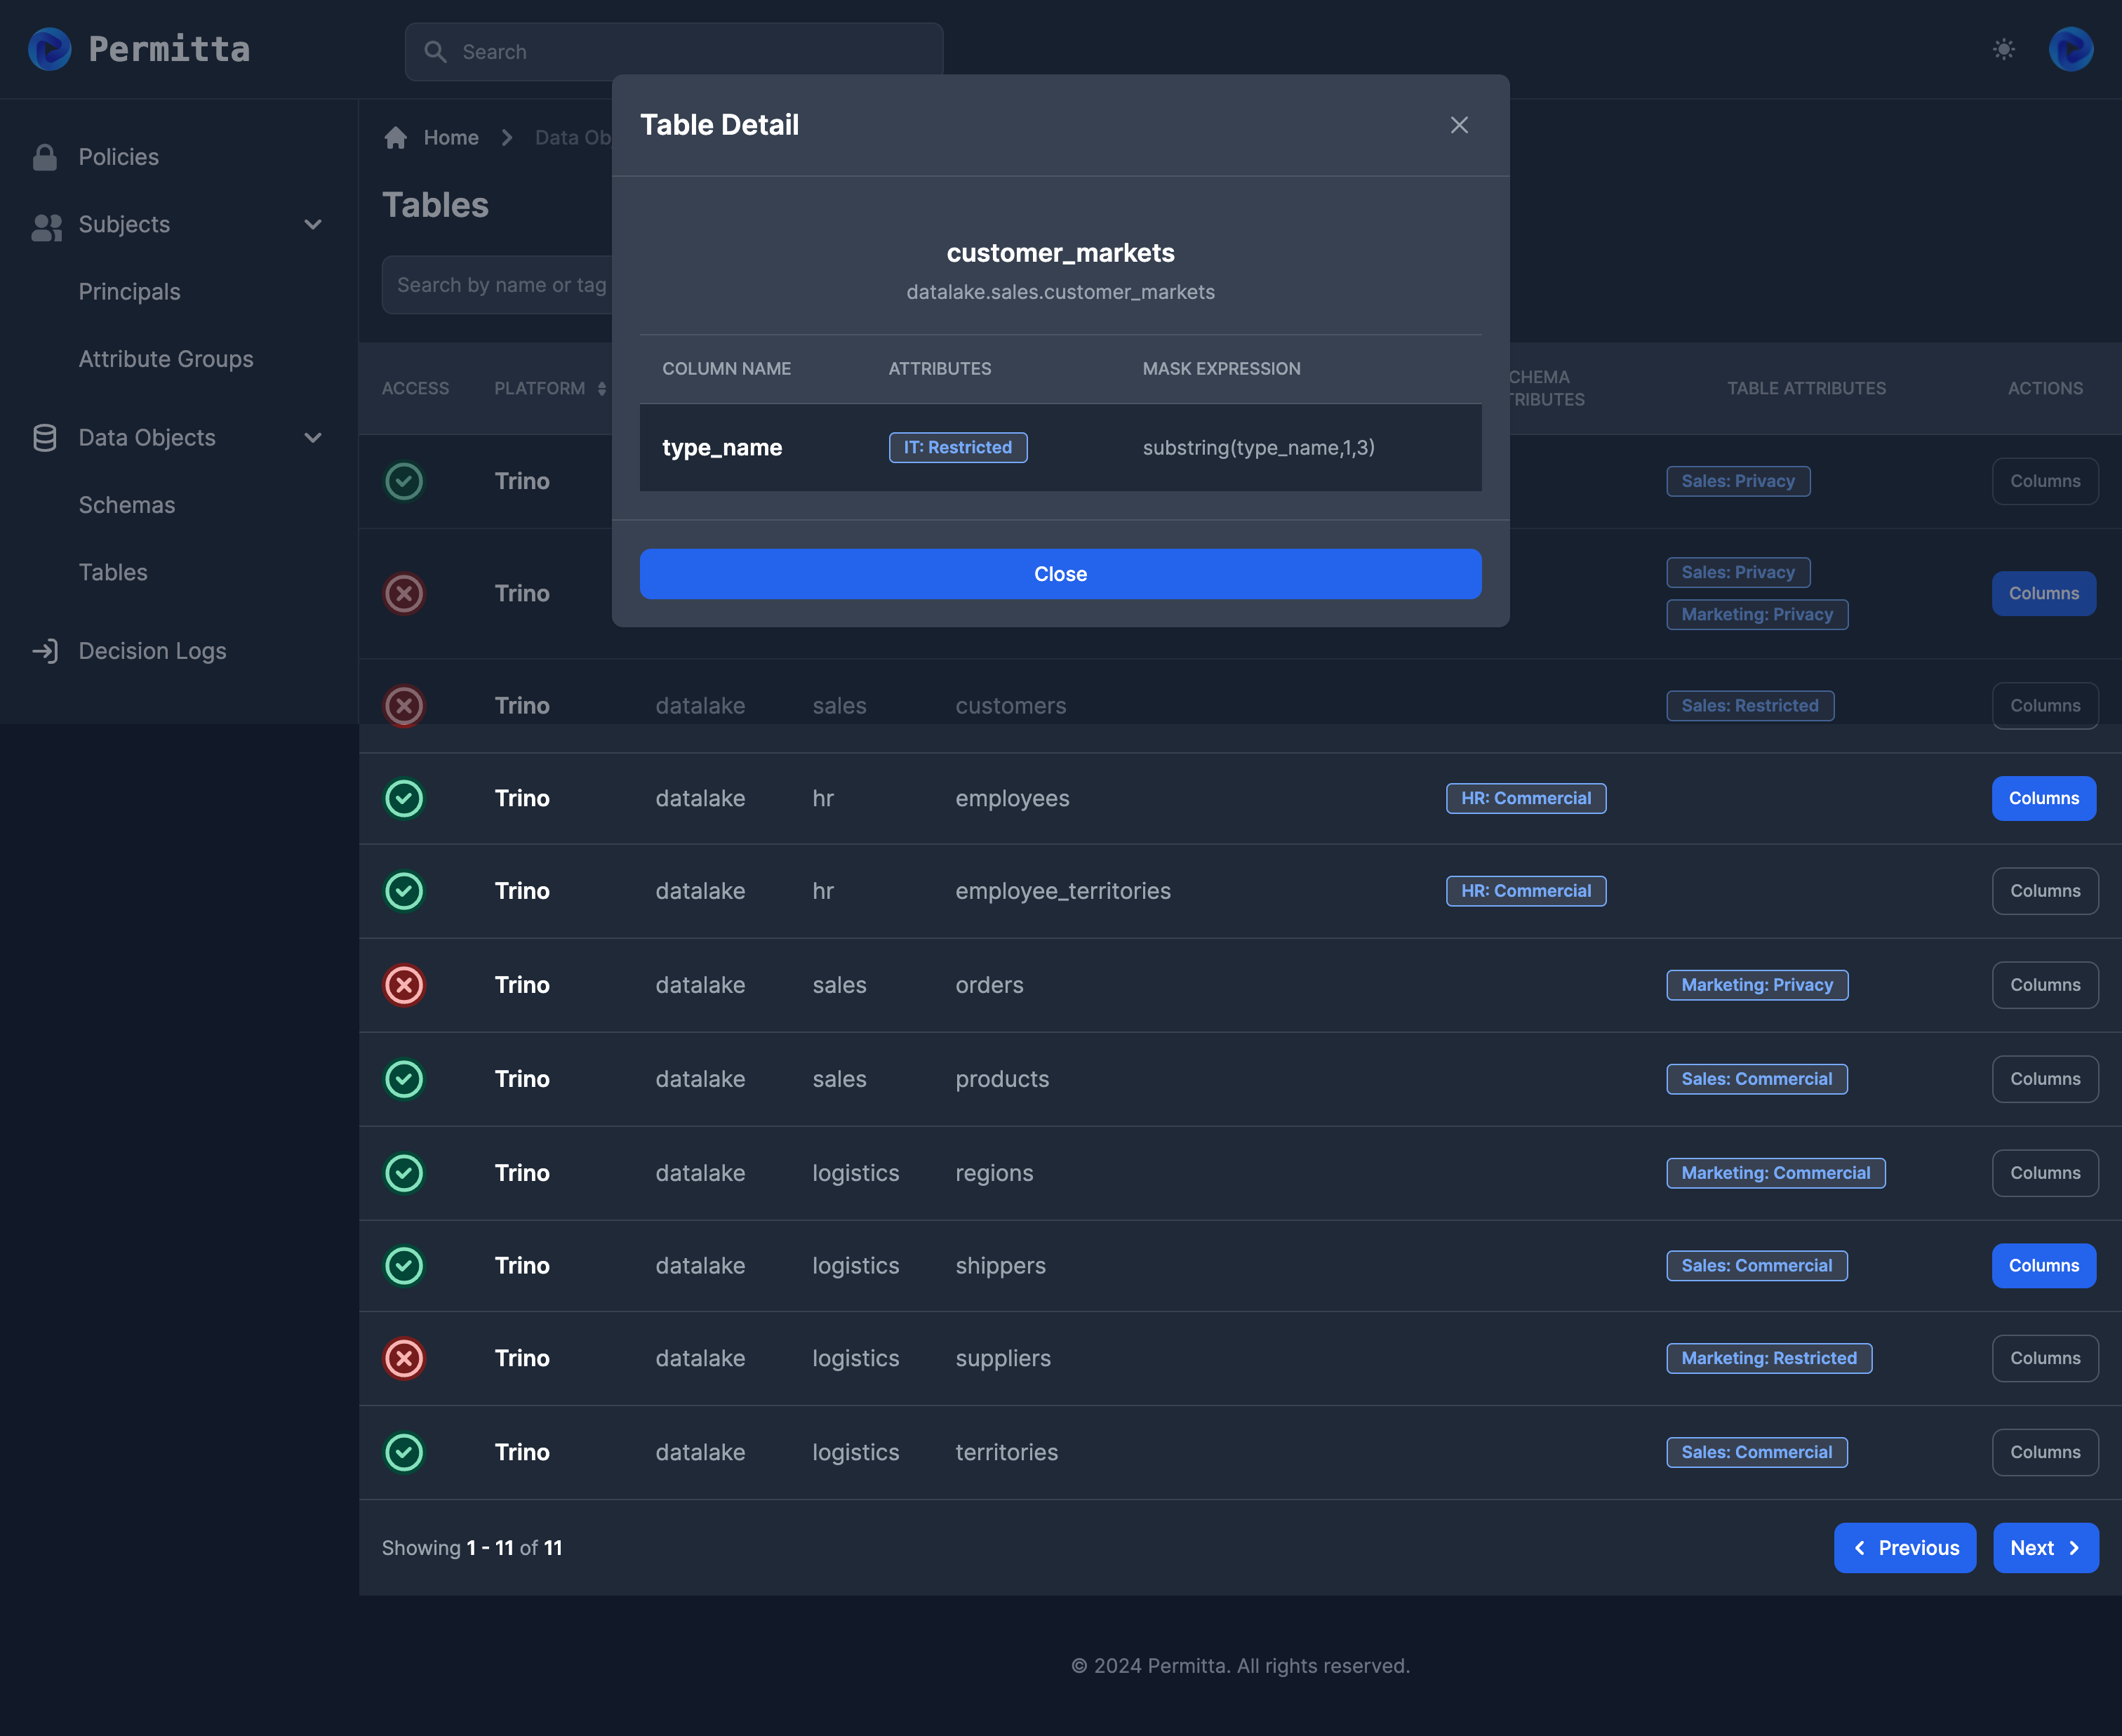 Permitta
Search
Policies
Subjects
Principals
Attribute Groups
Data Objects
Schemas
Tables
Decision Logs
Home
Data Ob
Tables
Search by name or tag
Table Detail
customer_markets
datalake.sales.customer_markets
COLUMN NAME ATTRIBUTES MASK EXPRESSION
type_name IT: Restricted substring(type_name,1,3)
Close
ACCESS PLATFORM CHEMA TABLE ATTRIBUTES ACTIONS
TRIBUTES
Trino Sales: Privacy Columns
Trino Sales: Privacy Columns
Marketing: Privacy
Trino datalake sales customers Sales: Restricted Columns
Trino datalake hr employees HR: Commercial Columns
Trino datalake hr employee_territories HR: Commercial Columns
Trino datalake sales orders Marketing: Privacy Columns
Trino datalake sales products Sales: Commercial Columns
Trino datalake logistics regions Marketing: Commercial Columns
Trino datalake logistics shippers Sales: Commercial Columns
Trino datalake logistics suppliers Marketing: Restricted Columns
Trino datalake logistics territories Sales: Commercial Columns
Showing 1 - 11 of 11
Previous Next
© 2024 Permitta. All rights reserved.